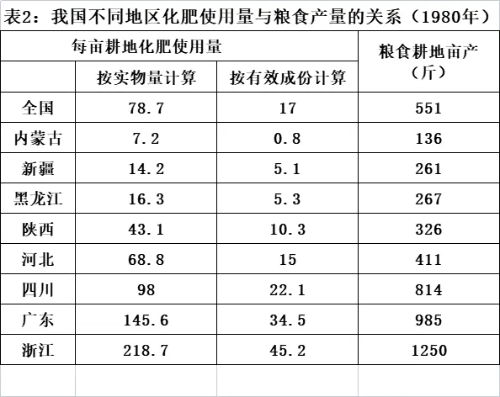 表2：我国不同地区化肥使用量与粮食产量的关系（1980年）
每亩耕地化肥使用量 粮食耕地亩产（斤）
按实物量计算 按有效成份计算
全国 78.7 17 551
内蒙古 7.2 0.8 136
新疆 14.2 5.1 261
黑龙江 16.3 5.3 267
陕西 43.1 10.3 326
河北 68.8 15 411
四川 98 22.1 814
广东 145.6 34.5 985
浙江 218.7 45.2 1250